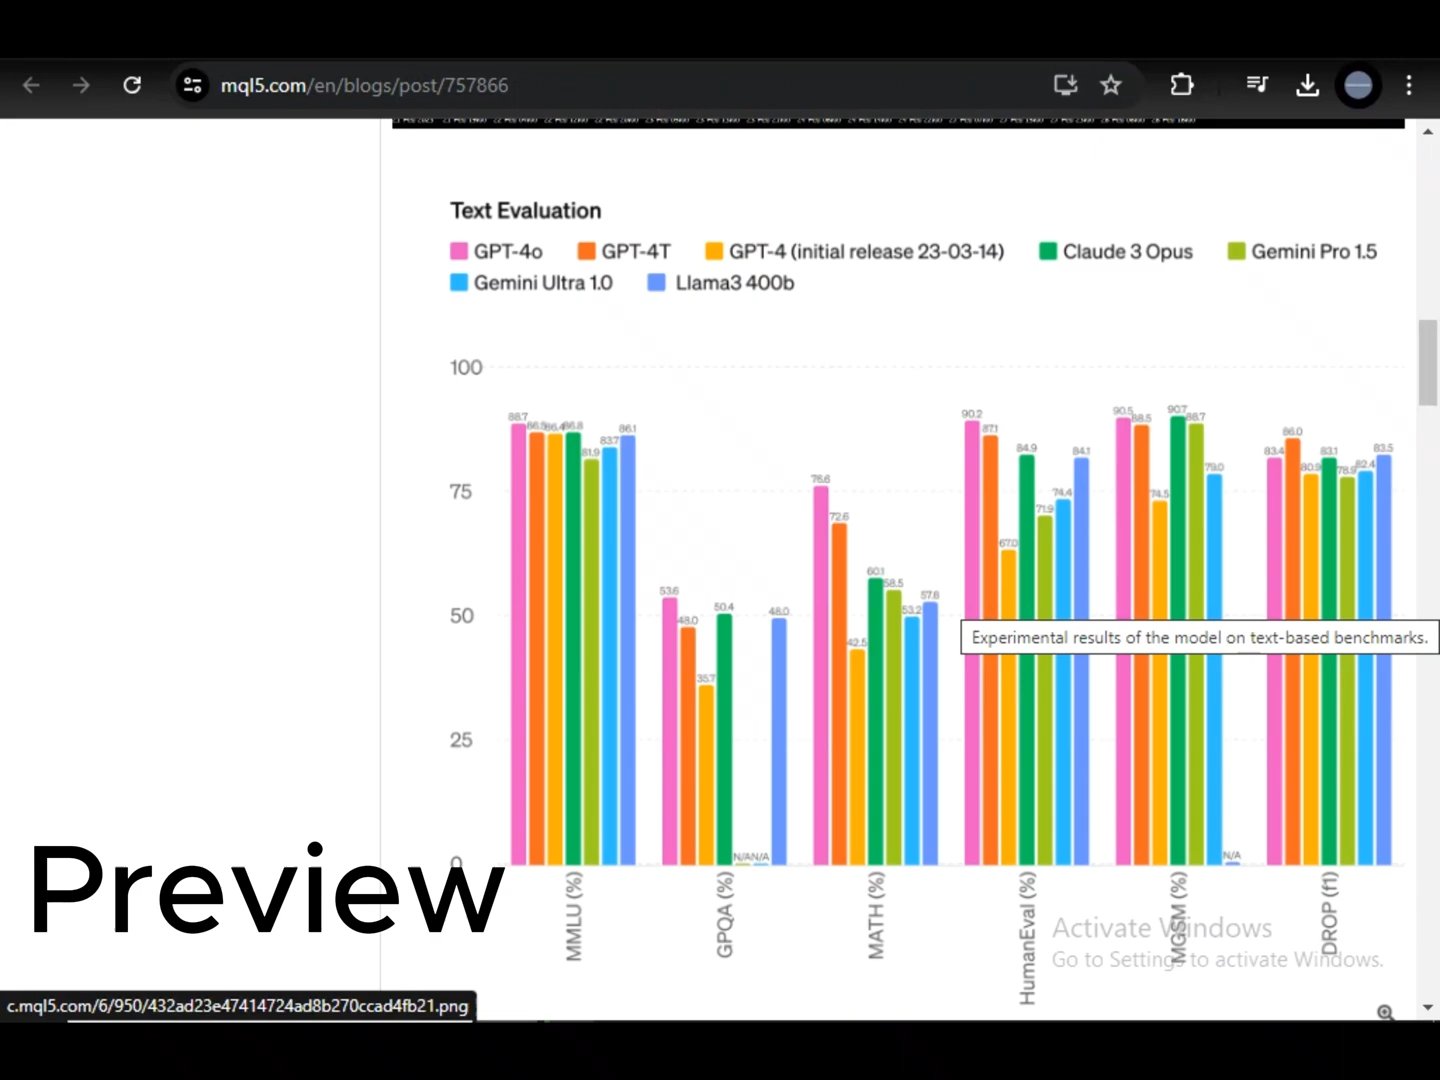 mql5.com/en/blogs/post/757866
Text Evaluation
GPT-4o GPT-4T GPT-4 (initial release 23-03-14) Claude 3 Opus Gemini Pro 1.5
Gemini Ultra 1.0 Llama3 400b
100
75
50
25
0
88.7 86.5 86.4 86.8 81.9 83.7 86.1
53.6 48.0 35.7 50.4 N/A N/A 48.0
76.6 72.6 42.5 60.1 58.5 53.2 57.8
90.2 87.1 67.0 84.9 71.9 74.4 84.1
90.5 88.5 74.5 90.7 88.7 79.0 N/A
83.4 86.0 80.9 83.1 78.9 82.4 83.5
Experimental results of the model on text-based benchmarks.
MMLU (%) GPQA (%) MATH (%) HumanEval (%) MGSM (%) DROP (f1)
Preview
Activate Windows
Go to Settings to activate Windows.
c.mql5.com/6/950/432ad23e47414724ad8b270ccad4fb21.png